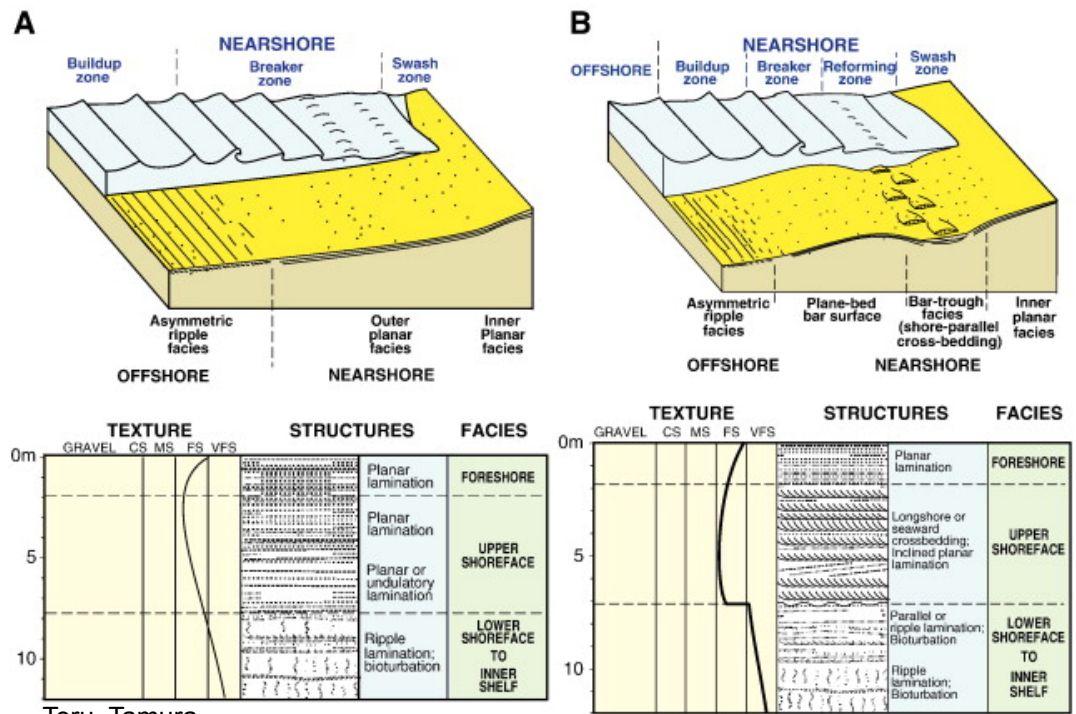 A
NEARSHORE
Buildup
zone
Breaker
zone
Swash
zone
Asymmetric
ripple
facies
Outer
planar
facies
Inner
Planar
facies
OFFSHORE
NEARSHORE
TEXTURE
STRUCTURES
FACIES
GRAVEL CS MS FS VFS
0m
5
10
Planar
lamination
Planar
lamination
Planar or
undulatory
lamination
Ripple
lamination;
bioturbation
FORESHORE
UPPER
SHOREFACE
LOWER
SHOREFACE
TO
INNER
SHELF
B
NEARSHORE
OFFSHORE
Buildup
zone
Breaker
zone
Reforming
zone
Swash
zone
Asymmetric
ripple
facies
Plane-bed
bar surface
Bar-trough
facies
(shore-parallel
cross-bedding)
Inner
planar
facies
OFFSHORE
NEARSHORE
TEXTURE
STRUCTURES
FACIES
GRAVEL CS MS FS VFS
0m
5
10
Planar
lamination
Longshore or
seaward
crossbedding;
Inclined planar
lamination
Parallel or
ripple lamination;
Bioturbation
Ripple
lamination;
Bioturbation
FORESHORE
UPPER
SHOREFACE
LOWER
SHOREFACE
TO
INNER
SHELF